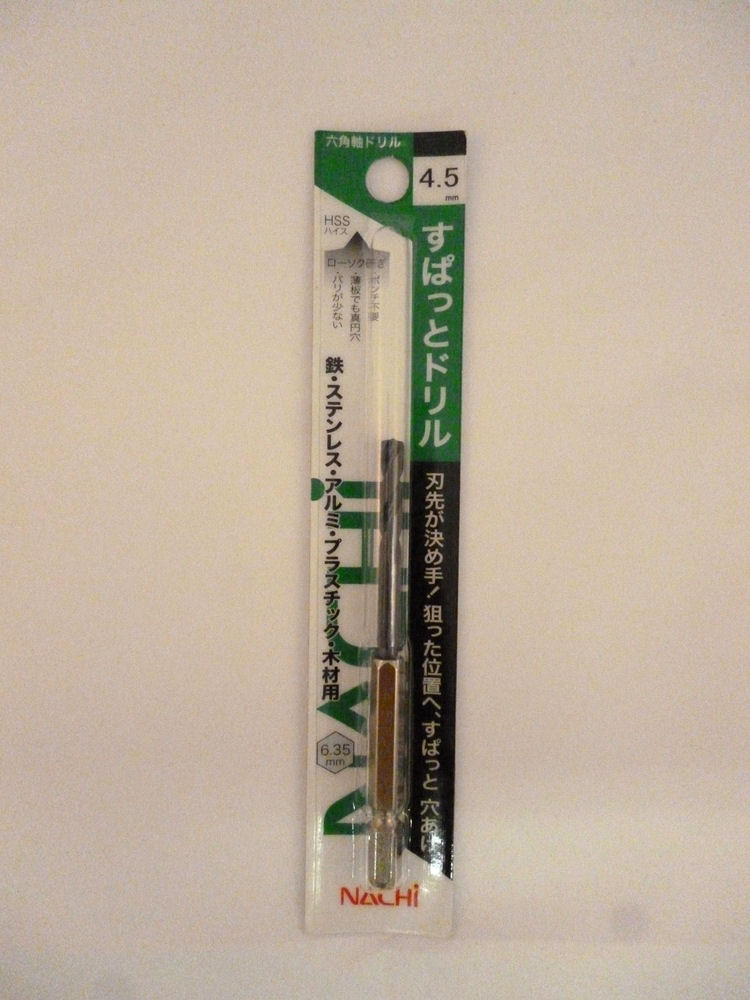 六角軸ドリル
4.5
mm
すぱっとドリル
HSS
ハイス
ローソク研ぎ
・ポンチ不要
・薄板でも真円穴
・バリが少ない
鉄・ステンレス・アルミ・プラスチック・木材用
刃先が決め手！狙った位置へ、すぱっと 穴あけ
6.35
mm
NACHi
NACHi